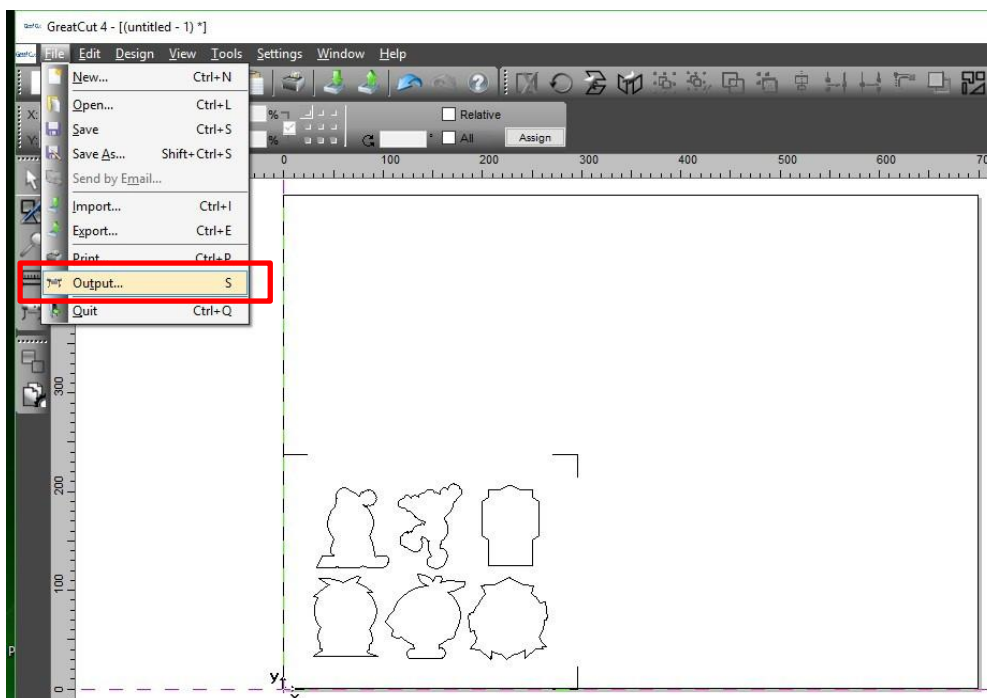 GreatCut 4 - [(untitled - 1) *]
File Edit Design View Tools Settings Window Help
New... Ctrl+N
Open... Ctrl+L
Save Ctrl+S
Save As... Shift+Ctrl+S
Send by Email...
Import... Ctrl+I
Export... Ctrl+E
Print... Ctrl+P
Output... S
Quit Ctrl+Q
X: % Relative
Y: % ° All Assign
0 100 200 300 400 500 600 70
300
200
100
0
y
x
P